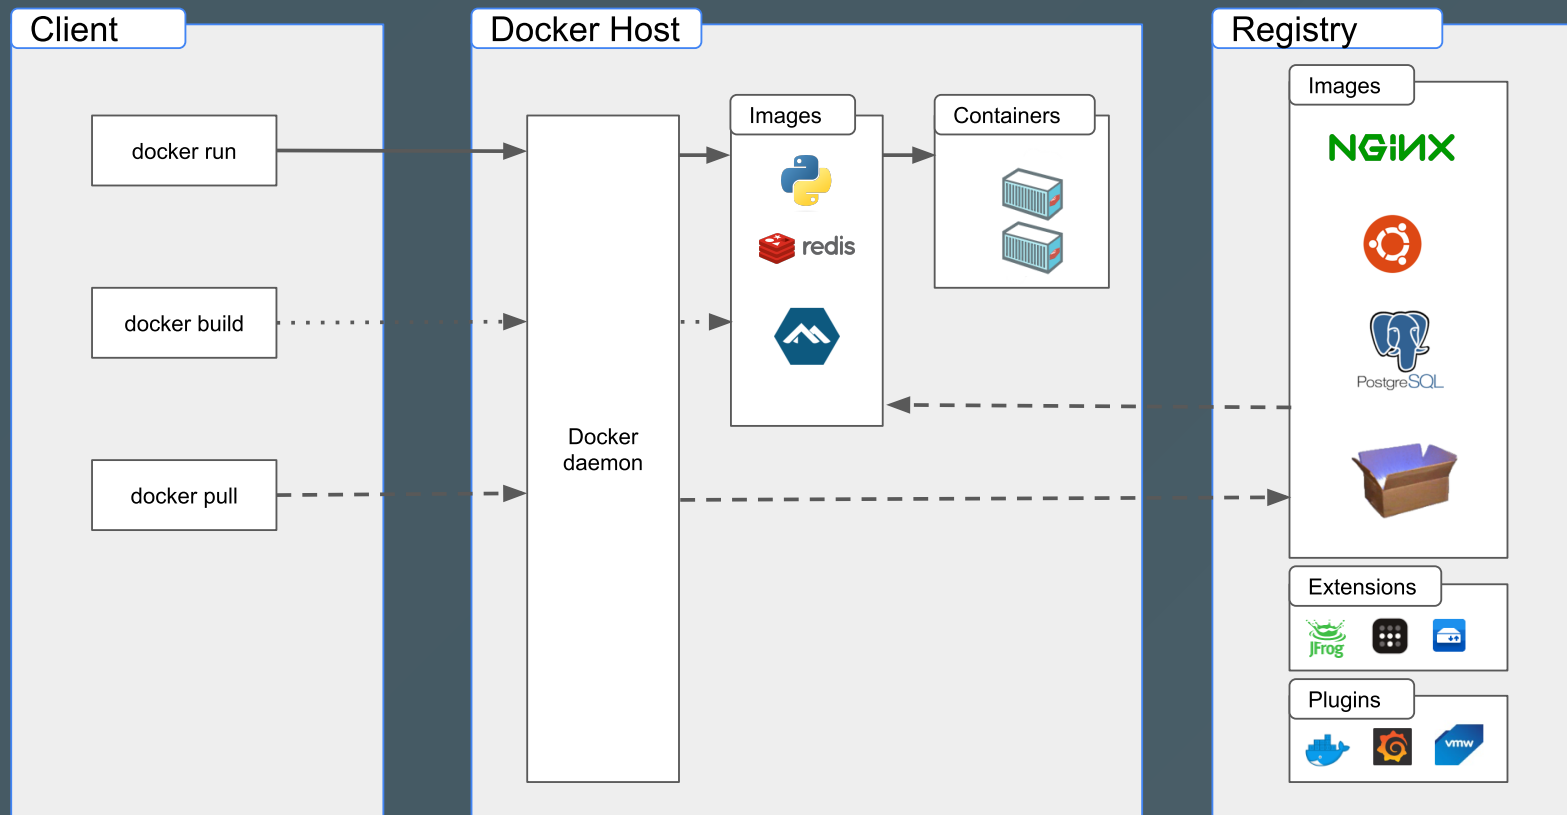 Client
docker run
docker build
docker pull
Docker Host
Docker
daemon
Images
redis
Containers
Registry
Images
NGINX
PostgreSQL
Extensions
JFrog
Plugins
vmw